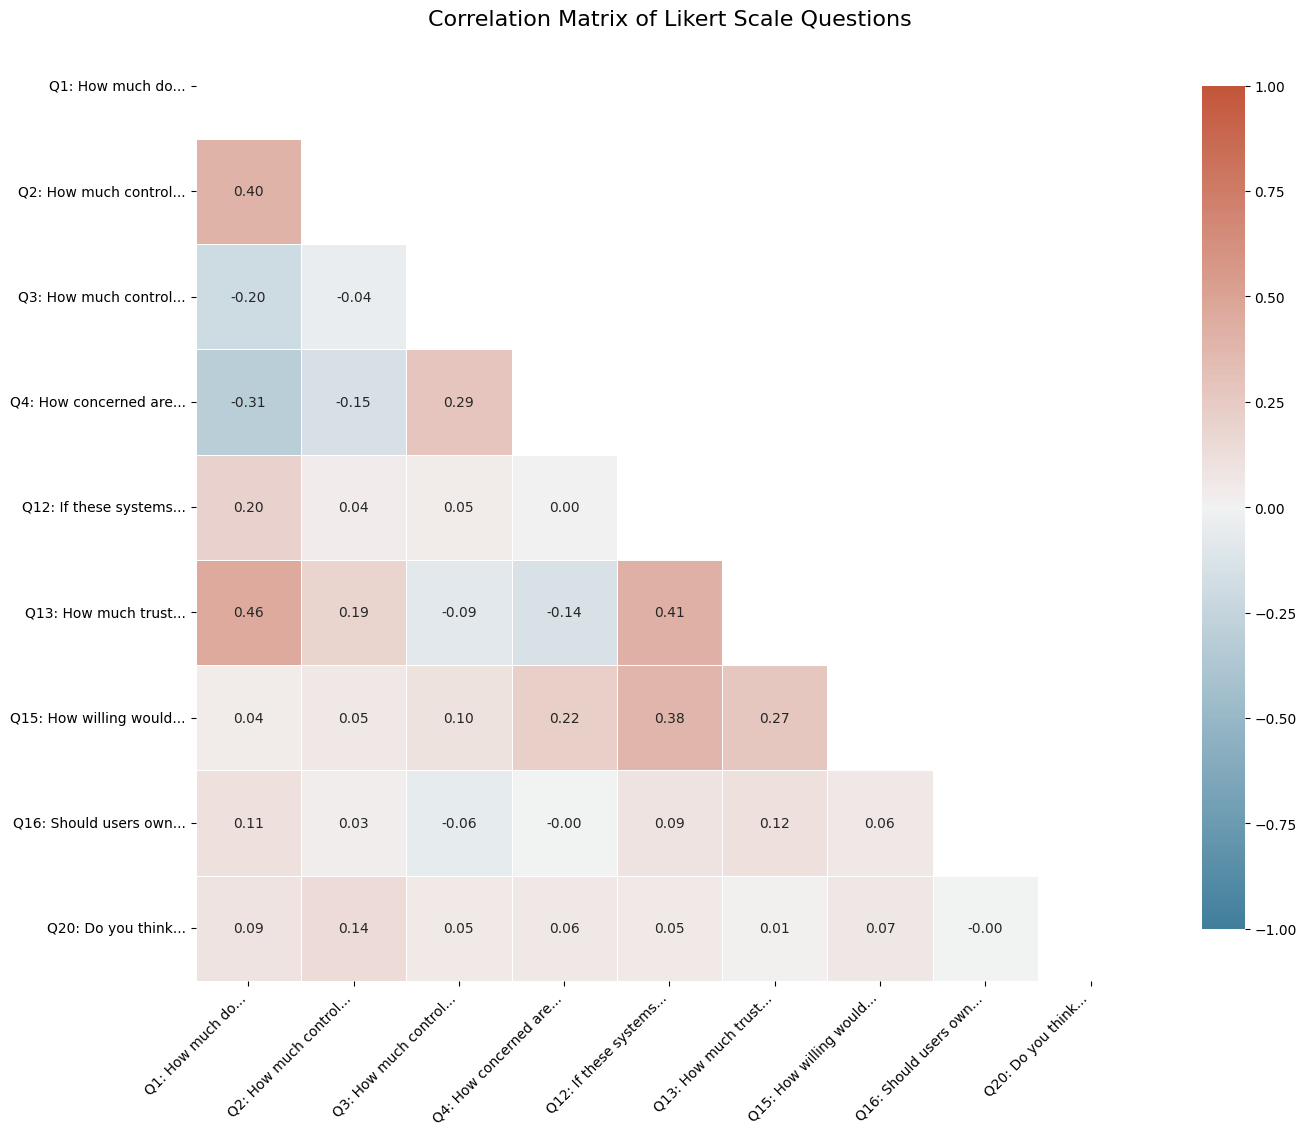 Correlation Matrix of Likert Scale Questions
Q1: How much do...
1.00
Q2: How much control...
0.40
0.75
Q3: How much control...
-0.20 -0.04
0.50
Q4: How concerned are...
-0.31 -0.15 0.29
0.25
Q12: If these systems...
0.20 0.04 0.05 0.00
0.00
Q13: How much trust...
0.46 0.19 -0.09 -0.14 0.41
−0.25
Q15: How willing would...
0.04 0.05 0.10 0.22 0.38 0.27
−0.50
Q16: Should users own...
0.11 0.03 -0.06 -0.00 0.09 0.12 0.06
−0.75
Q20: Do you think...
0.09 0.14 0.05 0.06 0.05 0.01 0.07 -0.00
−1.00
Q1: How much do...
Q2: How much control...
Q3: How much control...
Q4: How concerned are...
Q12: If these systems...
Q13: How much trust...
Q15: How willing would...
Q16: Should users own...
Q20: Do you think...